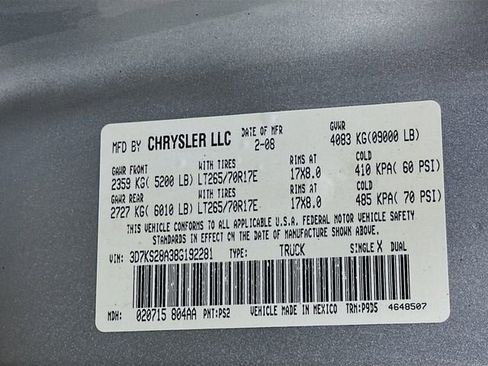 MFD BY CHRYSLER LLC DATE OF MFR 2-08 GVWR 4083 KG(09000 LB)
GAWR FRONT WITH TIRES RIMS AT COLD
2359 KG( 5200 LB) LT265/70R17E 17X8.0 410 KPA( 60 PSI)
GAWR REAR WITH TIRES RIMS AT COLD
2727 KG( 6010 LB) LT265/70R17E 17X8.0 485 KPA( 70 PSI)
THIS VEHICLE CONFORMS TO ALL APPLICABLE U.S.A. FEDERAL MOTOR VEHICLE SAFETY
STANDARDS IN EFFECT ON THE DATE OF MANUFACTURE SHOWN ABOVE
VIN: 3D7KS28A38G192281 TYPE: TRUCK SINGLE X DUAL
MDH: 020715 804AA PNT:PS2 VEHICLE MADE IN MEXICO TRM:P9D5 4648507